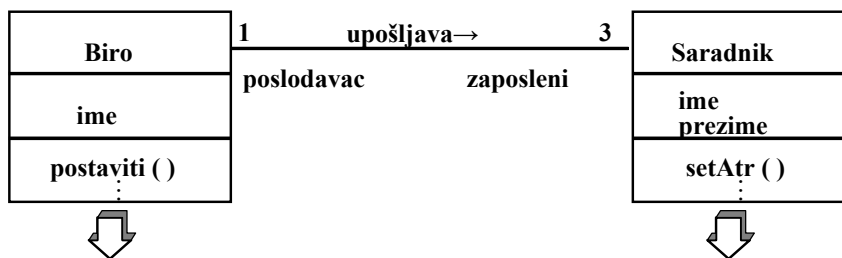 1 upošljava→ 3
Biro
Saradnik
poslodavac zaposleni
ime
ime
prezime
postaviti ( )
setAtr ( )